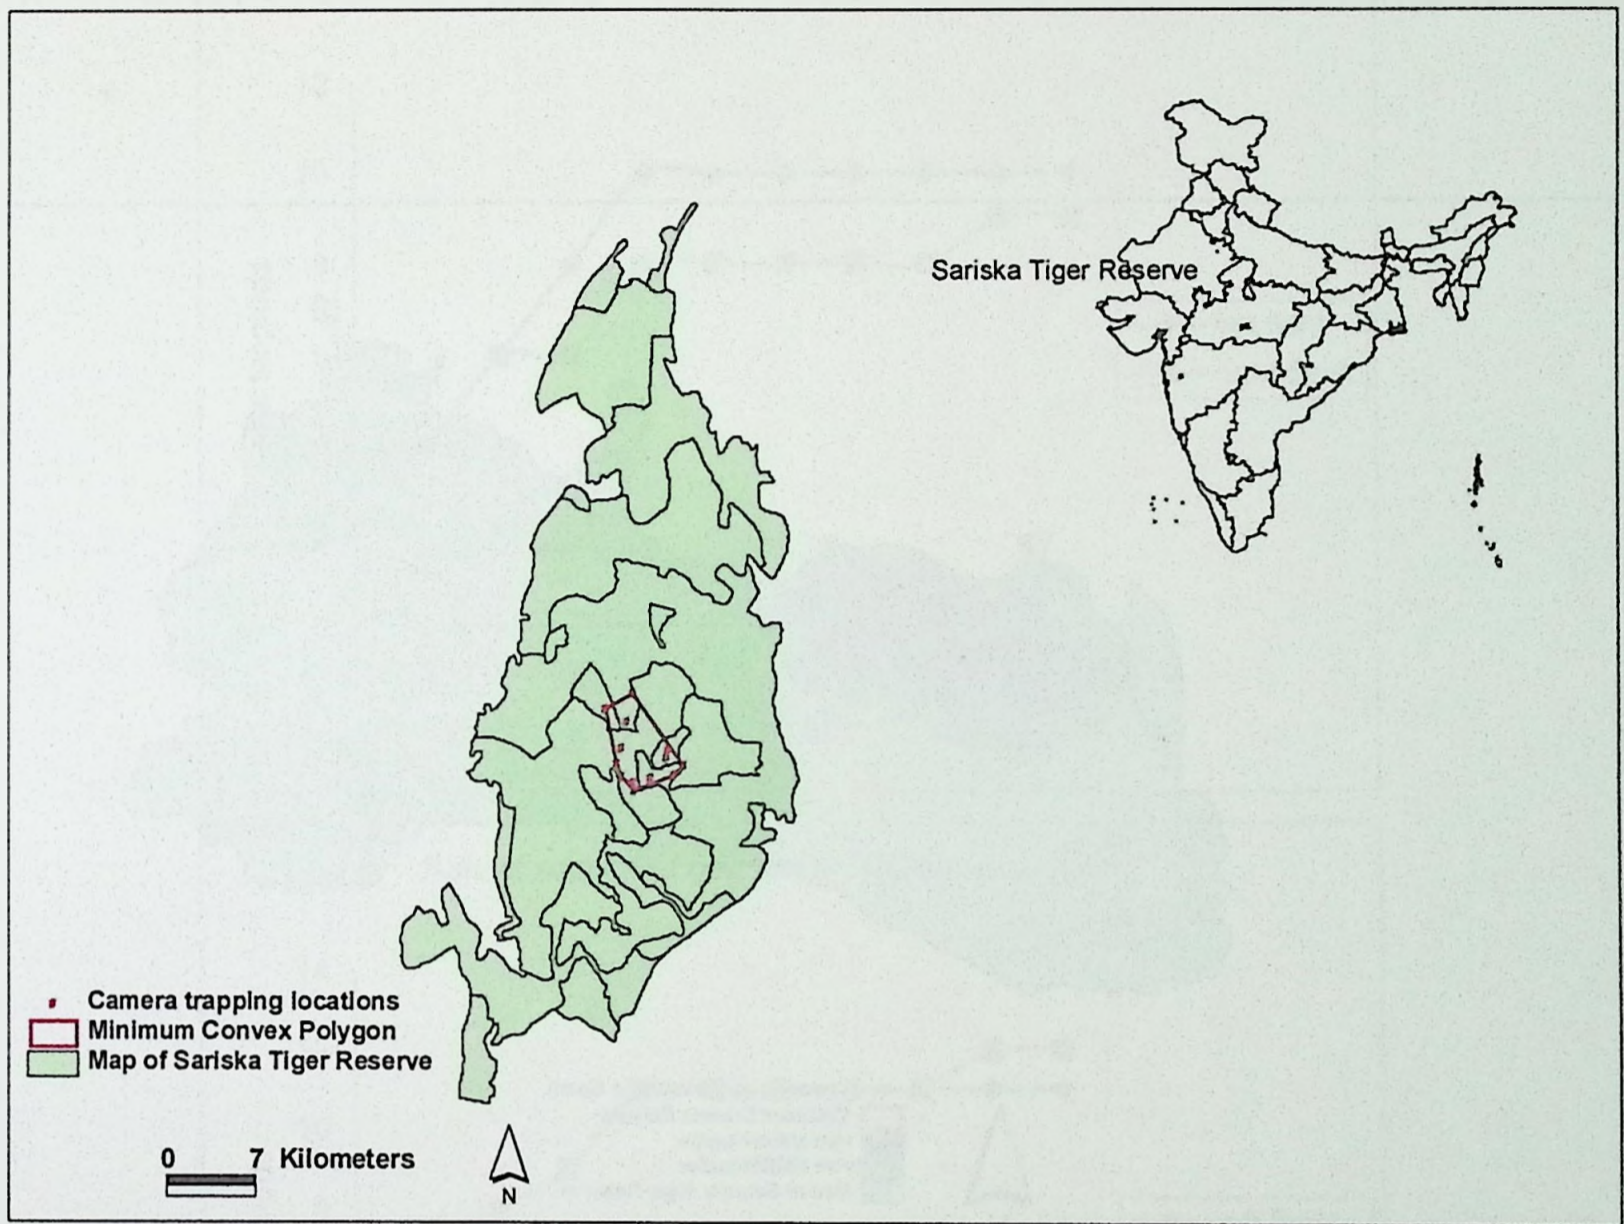 Sariska Tiger Reserve
Camera trapping locations
Minimum Convex Polygon
Map of Sariska Tiger Reserve
0 7 Kilometers
N